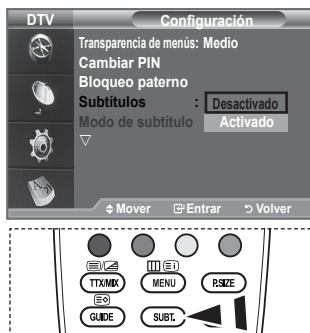 DTV Configuración
Transparencia de menús: Medio
Cambiar PIN
Bloqueo paterno
Subtítulos : Desactivado
Modo de subtitulo Activado
Mover Entrar Volver
TTX/MIX MENU P.SIZE
GUIDE SUBT.